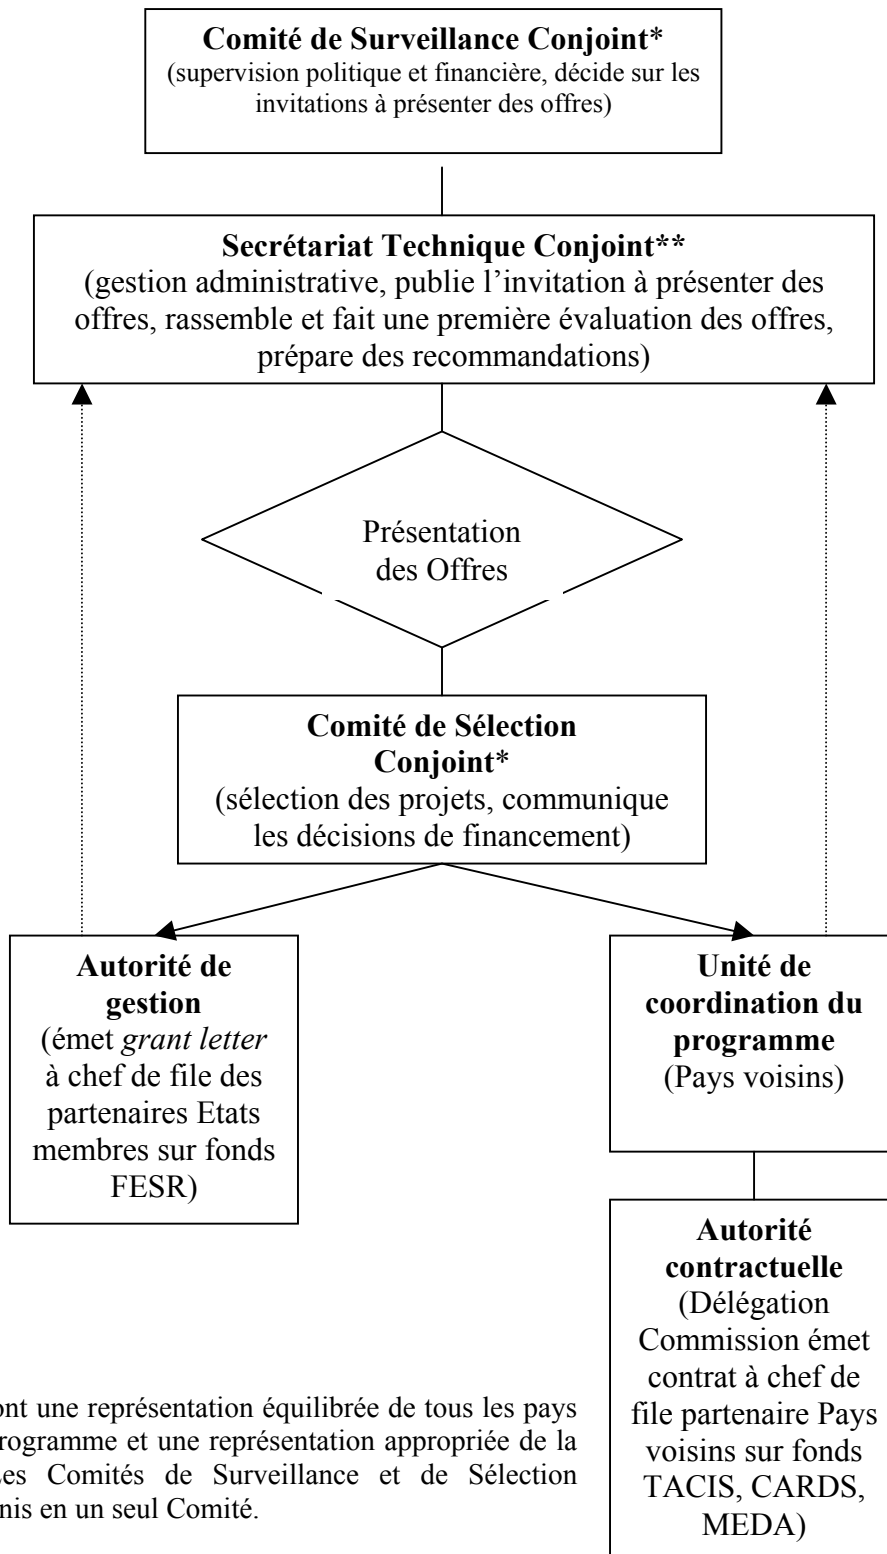 Comité de Surveillance Conjoint*
(supervision politique et financière, décide sur les
invitations à présenter des offres)
Secrétariat Technique Conjoint**
(gestion administrative, publie l’invitation à présenter des
offres, rassemble et fait une première évaluation des offres,
prépare des recommandations)
Présentation
des Offres
Comité de Sélection
Conjoint*
(sélection des projets, communique
les décisions de financement)
Autorité de
gestion
(émet grant letter
à chef de file des
partenaires Etats
membres sur fonds
FESR)
Unité de
coordination du
programme
(Pays voisins)
Autorité
contractuelle
(Délégation
Commission émet
contrat à chef de
file partenaire Pays
voisins sur fonds
TACIS, CARDS,
MEDA)
ont une représentation équilibrée de tous les pays
programme et une représentation appropriée de la
Les Comités de Surveillance et de Sélection
en un seul Comité.